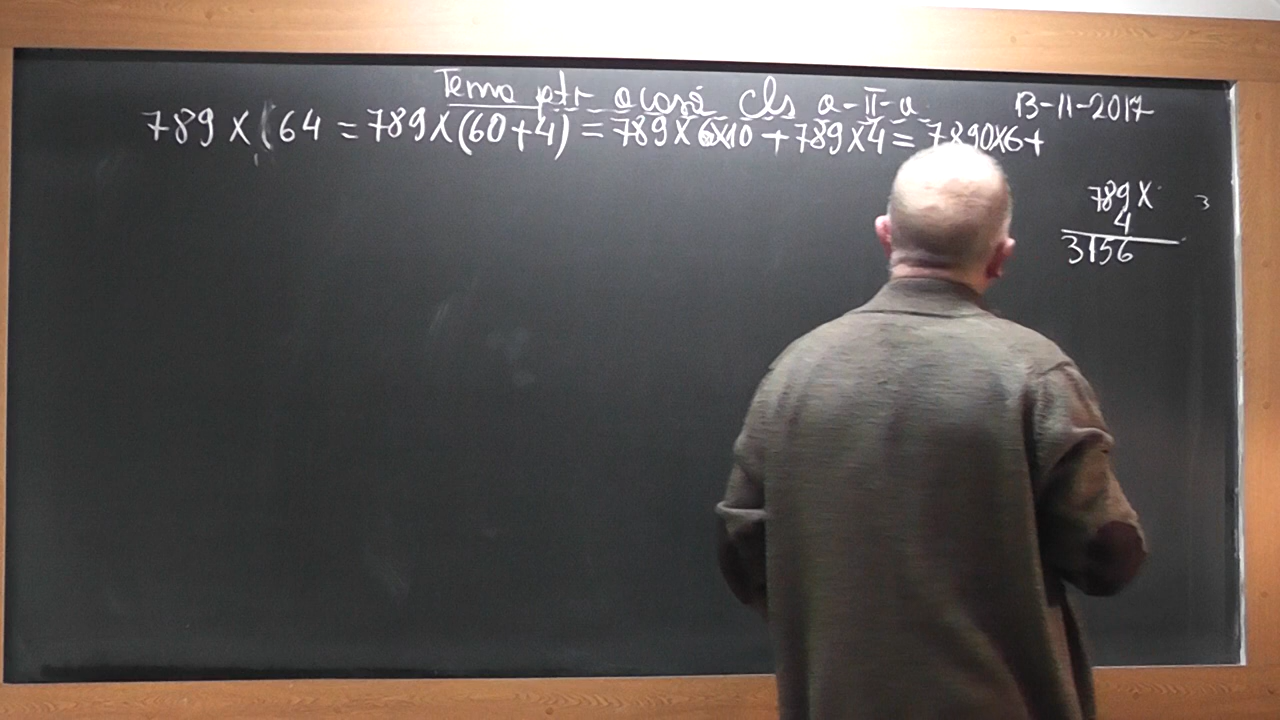 Tema ptr acasă cls a-II-a 13-11-2017
789 X 64 = 789 X (60+4) = 789 X 6X10 + 789 X 4 = 7890X6+
789 X
4
3156
3